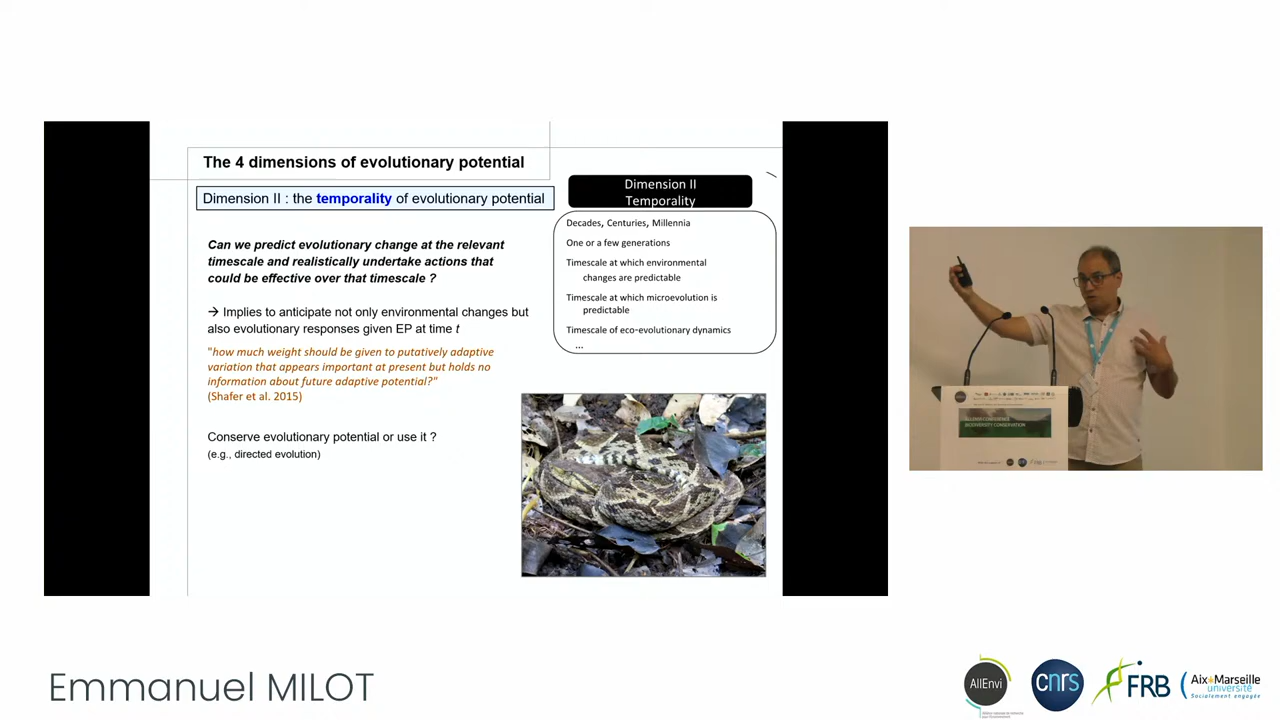 The 4 dimensions of evolutionary potential
Dimension II : the temporality of evolutionary potential
Dimension II
Temporality
Decades, Centuries, Millennia
One or a few generations
Timescale at which environmental
changes are predictable
Timescale at which microevolution is
predictable
Timescale of eco-evolutionary dynamics
...
Can we predict evolutionary change at the relevant
timescale and realistically undertake actions that
could be effective over that timescale ?
→ Implies to anticipate not only environmental changes but
also evolutionary responses given EP at time t
"how much weight should be given to putatively adaptive
variation that appears important at present but holds no
information about future adaptive potential?"
(Shafer et al. 2015)
Conserve evolutionary potential or use it ?
(e.g., directed evolution)
BIODIVERSITY CONSERVATION
Emmanuel MILOT
AllEnvi
cnrs
FRB
Aix*Marseille
université
Socialement engagée